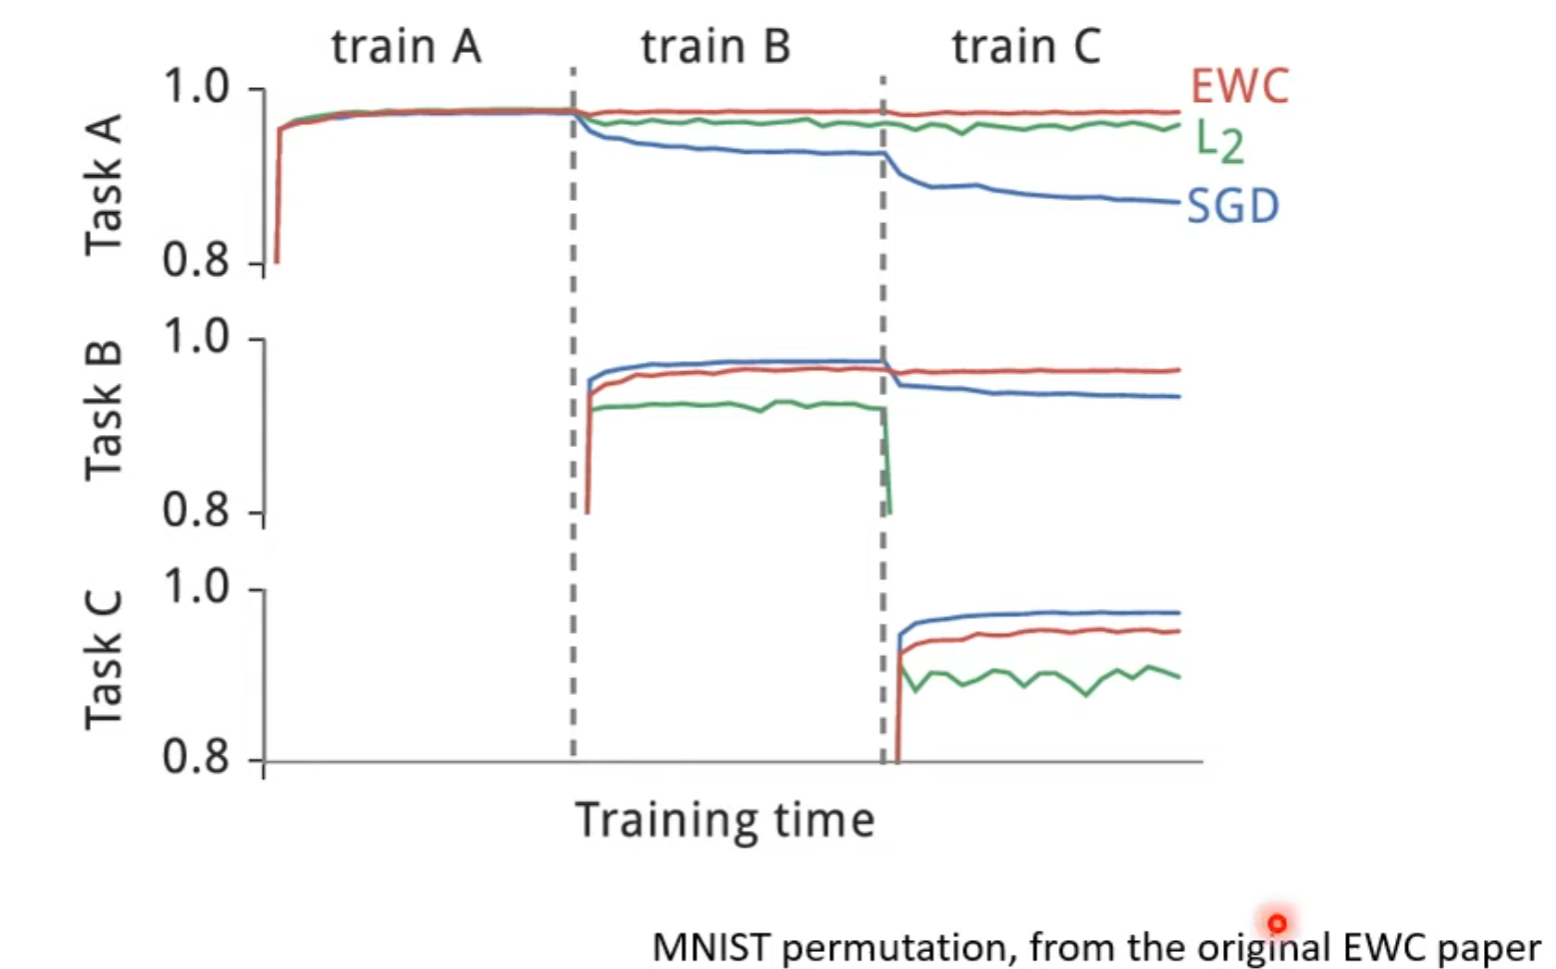 train A train B train C
EWC
L2
SGD
Task A
1.0
0.8
Task B
1.0
0.8
Task C
1.0
0.8
Training time
MNIST permutation, from the original EWC paper